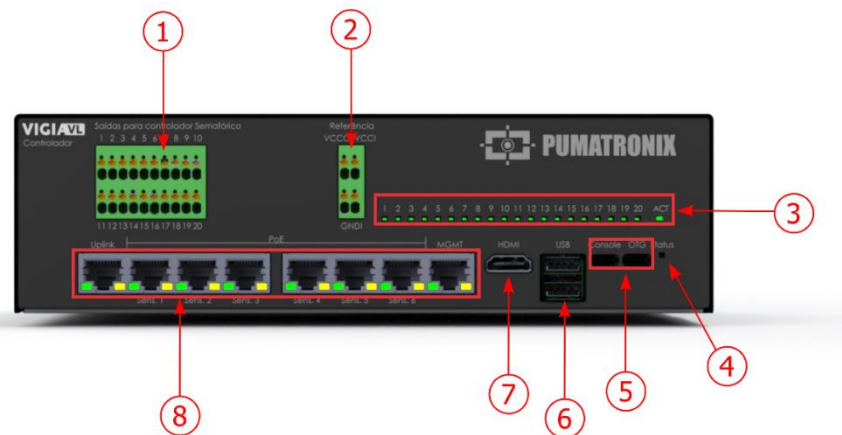 1
2
VIGIA VL
Controlador
Saídas para controlador Semafórico
1 2 3 4 5 6 7 8 9 10
11 12 13 14 15 16 17 18 19 20
Referência
VCCO VCCI
GNDI
PUMATRONIX
1 2 3 4 5 6 7 8 9 10 11 12 13 14 15 16 17 18 19 20 ACT
3
Uplink
PoE
MGMT
HDMI
USB
Console
OTG
Status
Sens. 1
Sens. 2
Sens. 3
Sens. 4
Sens. 5
Sens. 6
4
5
6
7
8